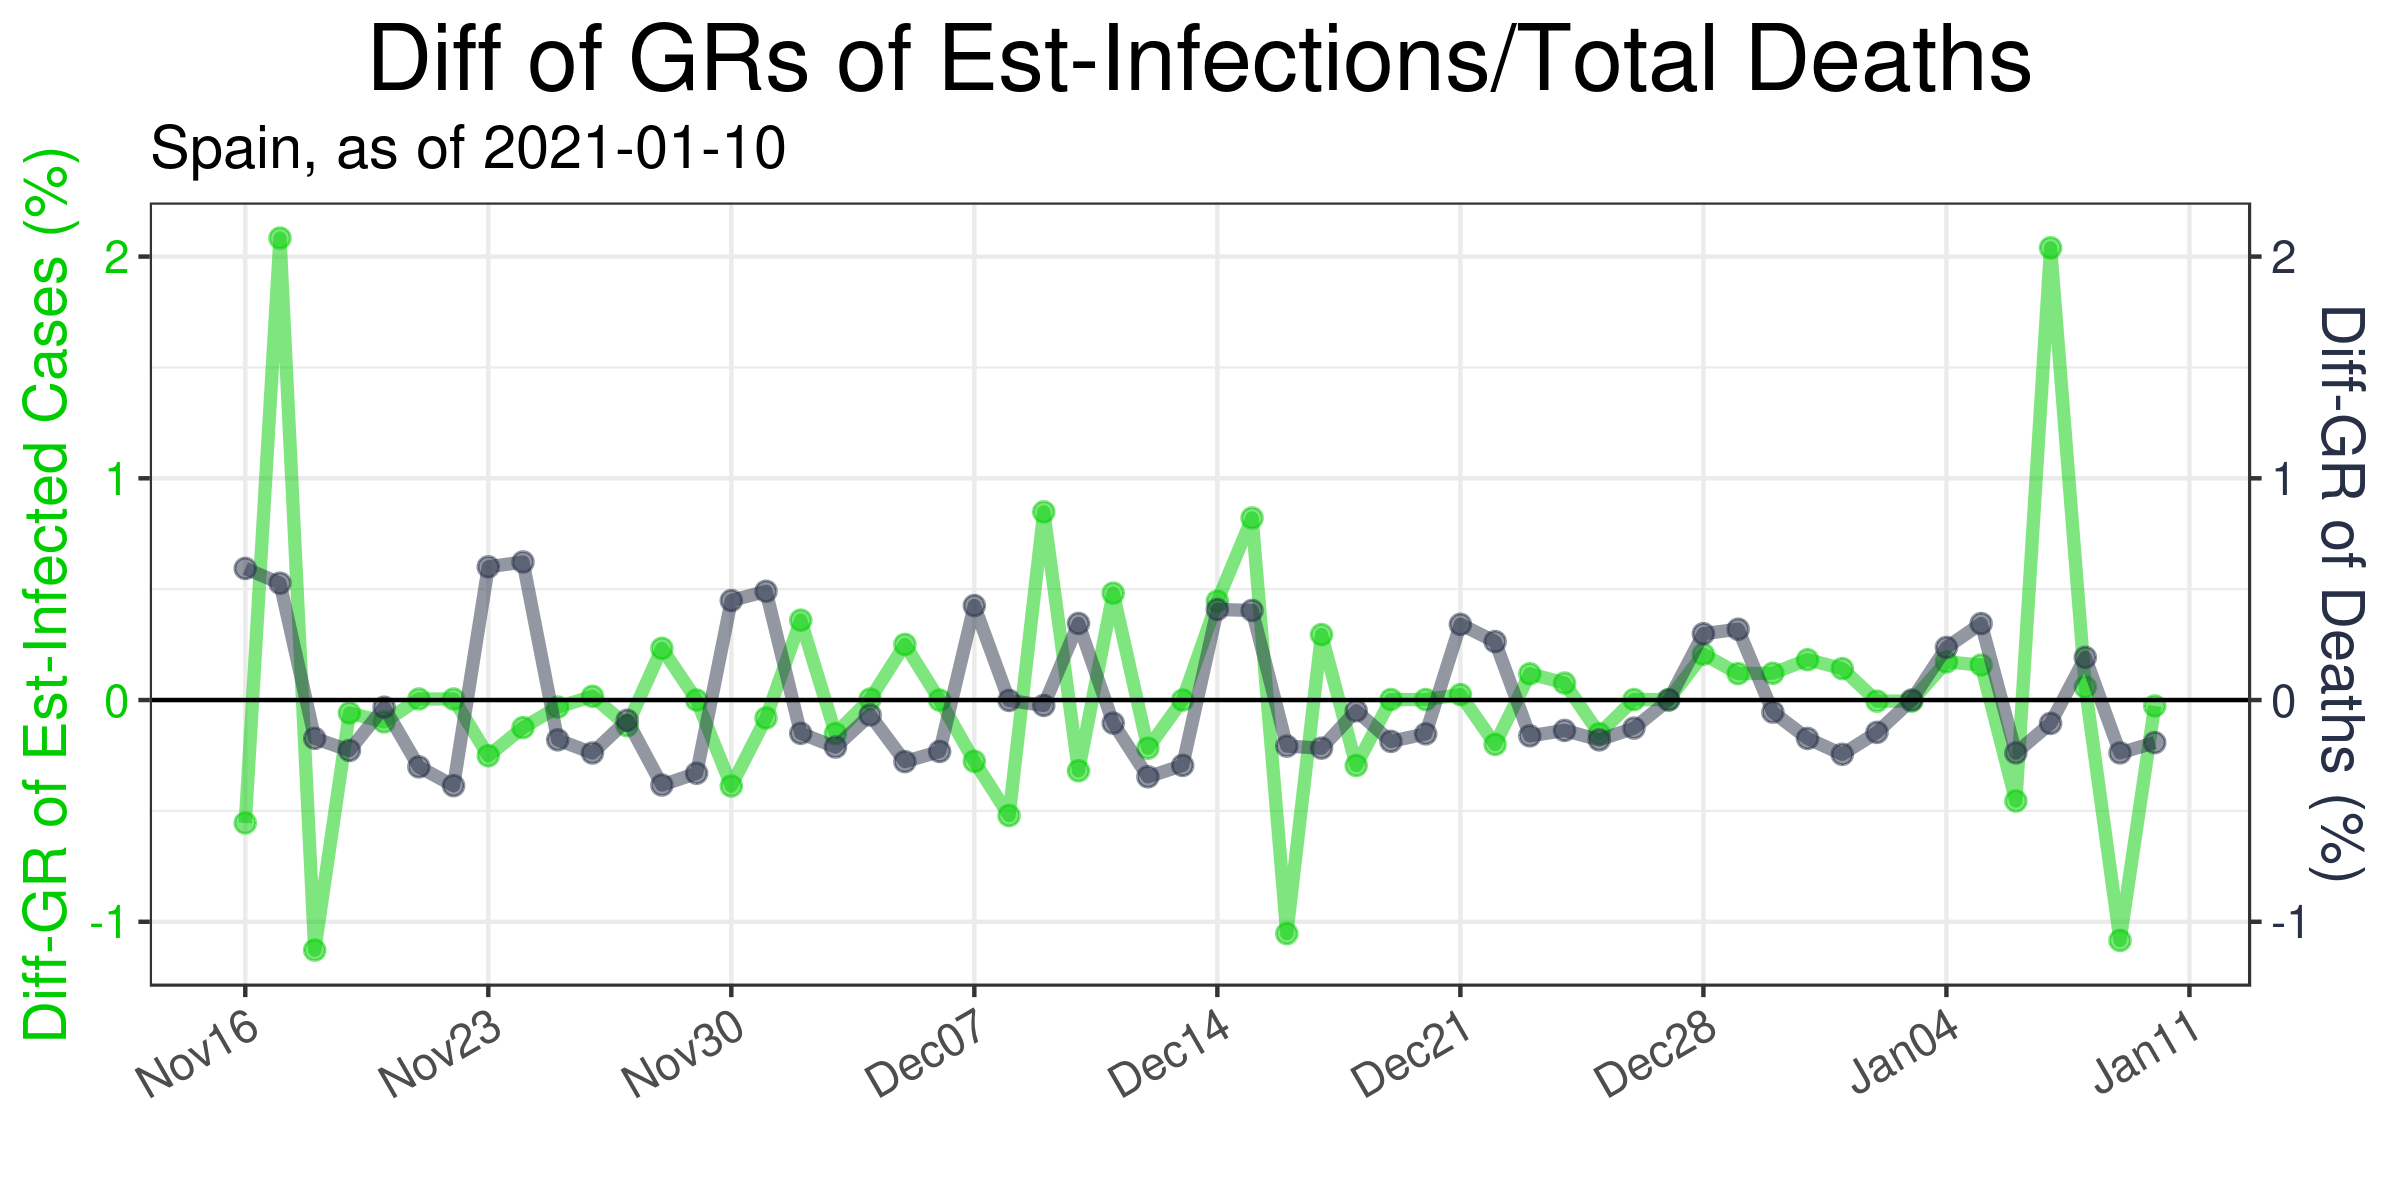 Diff of GRs of Est-Infections/Total Deaths
Spain, as of 2021-01-10
Diff-GR of Est-Infected Cases (%)
2
1
0
-1
2
1
0
-1
Diff-GR of Deaths (%)
Nov16
Nov23
Nov30
Dec07
Dec14
Dec21
Dec28
Jan04
Jan11